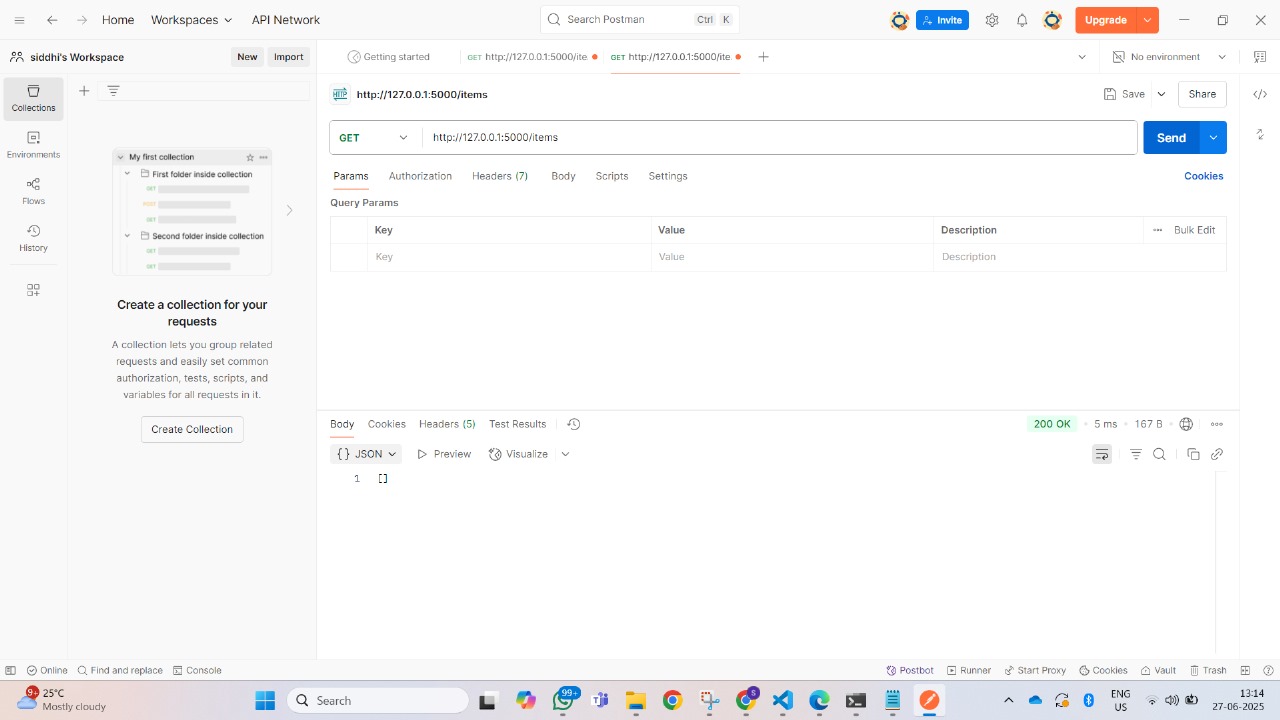 Home Workspaces API Network Search Postman Ctrl K Invite Upgrade
siddhi's Workspace New Import Getting started GET http://127.0.0.1:5000/ite. GET http://127.0.0.1:5000/ite. No environment
Collections
Environments
Flows
History
My first collection
First folder inside collection
GET
POST
GET
Second folder inside collection
GET
GET
Create a collection for your
requests
A collection lets you group related
requests and easily set common
authorization, tests, scripts, and
variables for all requests in it.
Create Collection
HTTP http://127.0.0.1:5000/items Save Share
GET http://127.0.0.1:5000/items Send
Params Authorization Headers (7) Body Scripts Settings Cookies
Query Params
Key Value Description Bulk Edit
Key Value Description
Body Cookies Headers (5) Test Results 200 OK 5 ms 167 B
{} JSON Preview Visualize
1 []
Online Find and replace Console Postbot Runner Start Proxy Cookies Vault Trash
9+ 25°C
Mostly cloudy
Search
99+
S
ENG
US
13:14
27-06-2025